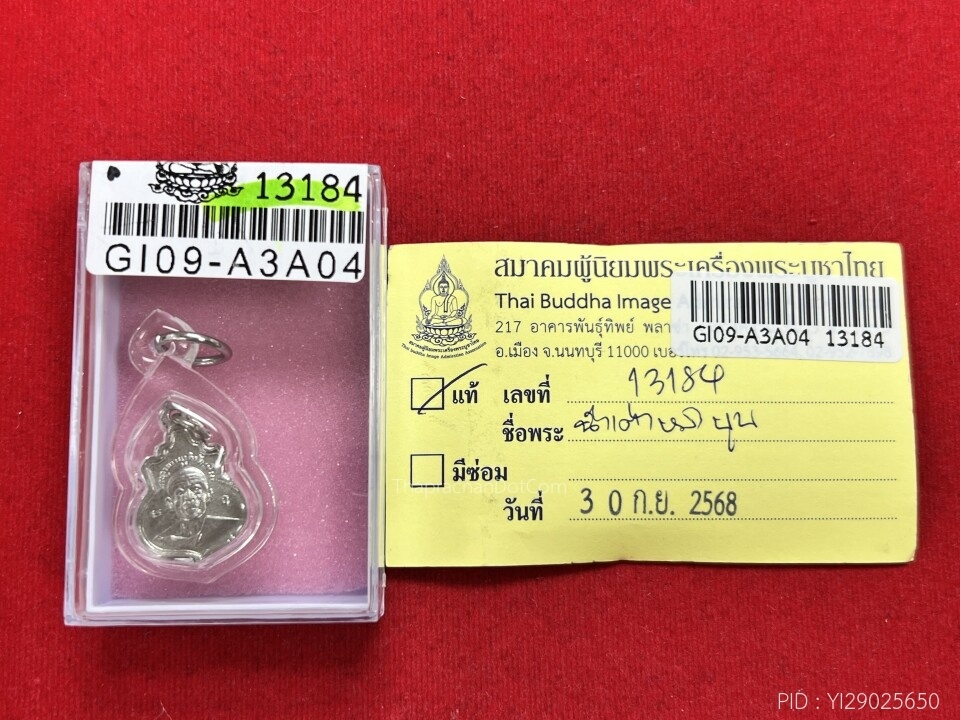 13184
GI09-A3A04
สมาคมผู้นิยมพระเครื่องพระบูชาไทย
Thai Buddha Image
217 อาคารพันธุ์ทิพย์
GI09-A3A04 13184
อ.เมือง จ.นนทบุรี 11000
แท้ เลขที่ 13184
ชื่อพระ
มีซ่อม
วันที่ 30 ก.ย. 2568
ThaprachanDotCom
PID : YI29025650